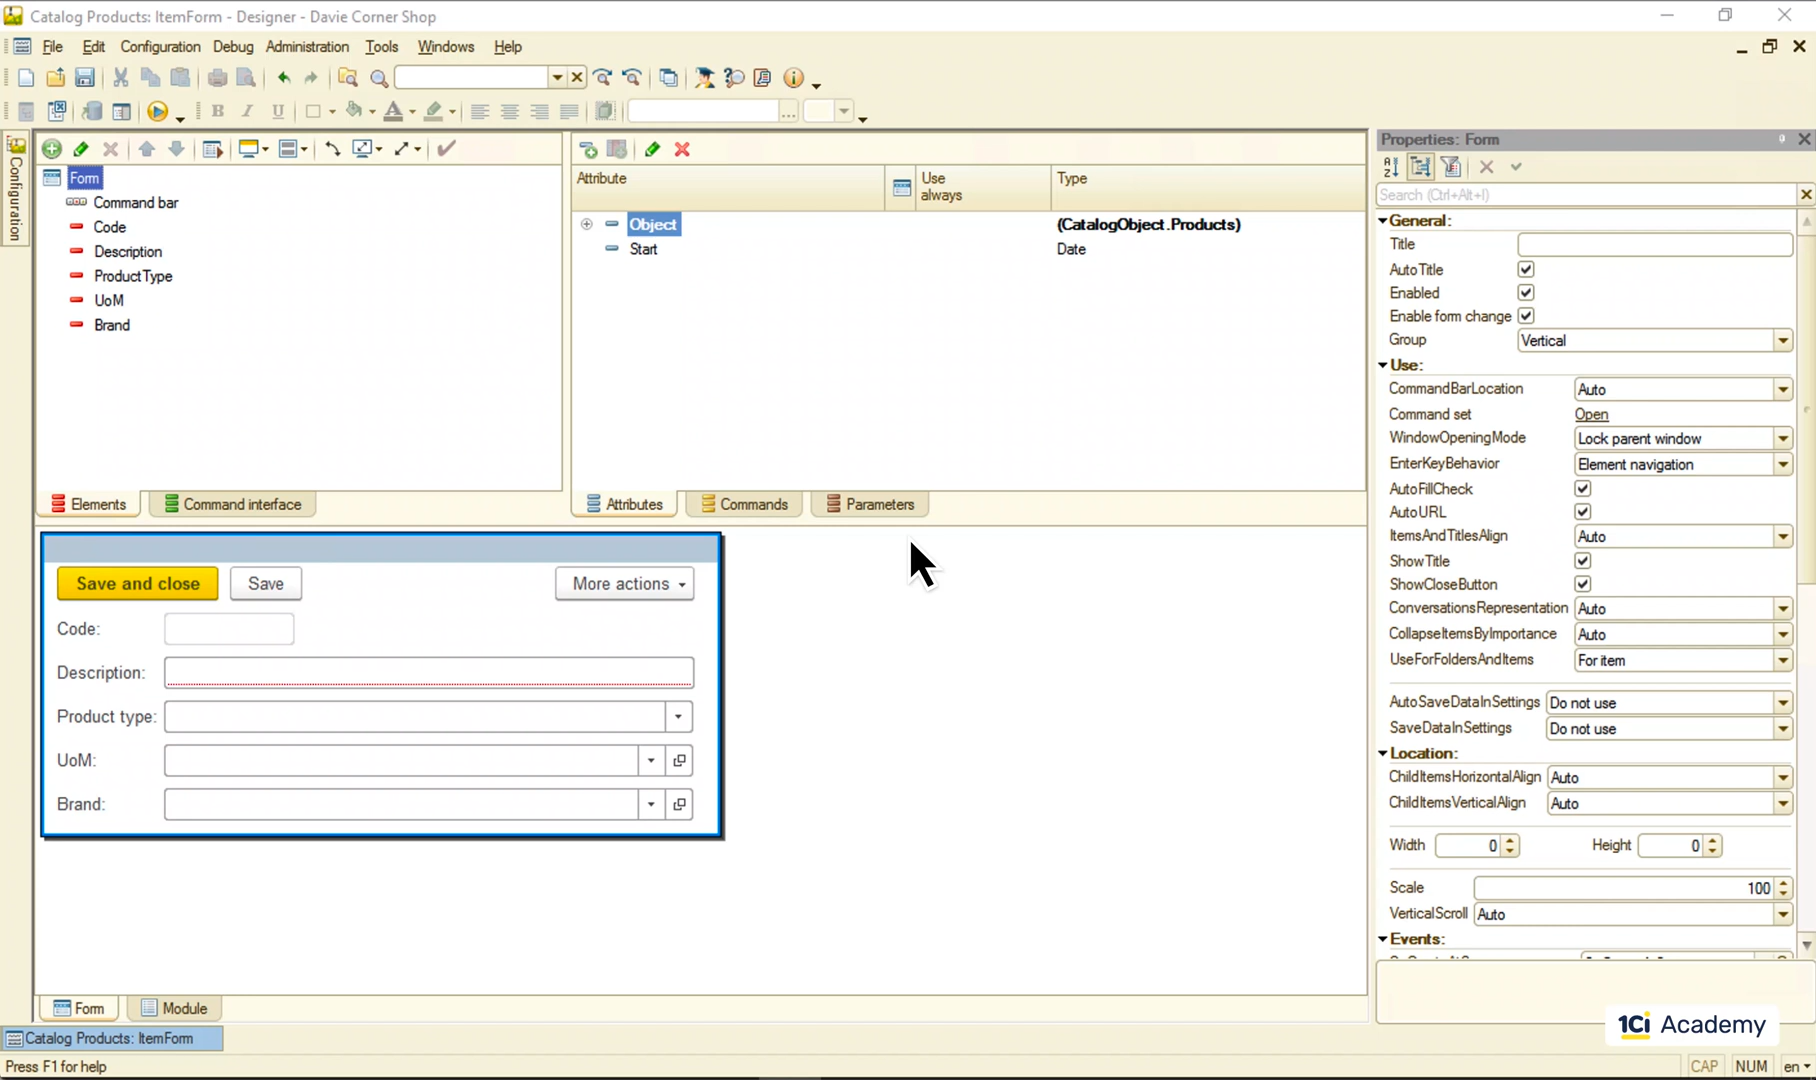 Catalog Products: ItemForm - Designer - Davie Corner Shop
File Edit Configuration Debug Administration Tools Windows Help
B I U
Configuration
Form
Command bar
Code
Description
ProductType
UoM
Brand
Elements
Command interface
Attribute
Use always
Type
Object
(CatalogObject.Products)
Start
Date
Attributes
Commands
Parameters
Save and close
Save
More actions
Code:
Description:
Product type:
UoM:
Brand:
Properties: Form
Search (Ctrl+Alt+I)
General:
Title
AutoTitle
Enabled
Enable form change
Group Vertical
Use:
CommandBarLocation Auto
Command set Open
WindowOpeningMode Lock parent window
EnterKeyBehavior Element navigation
AutoFillCheck
AutoURL
ItemsAndTitlesAlign Auto
ShowTitle
ShowCloseButton
ConversationsRepresentation Auto
CollapseItemsByImportance Auto
UseForFoldersAndItems For item
AutoSaveDataInSettings Do not use
SaveDataInSettings Do not use
Location:
ChildItemsHorizontalAlign Auto
ChildItemsVerticalAlign Auto
Width 0 Height 0
Scale 100
VerticalScroll Auto
Events:
1Ci Academy
Form
Module
Catalog Products: ItemForm
Press F1 for help
CAP NUM en